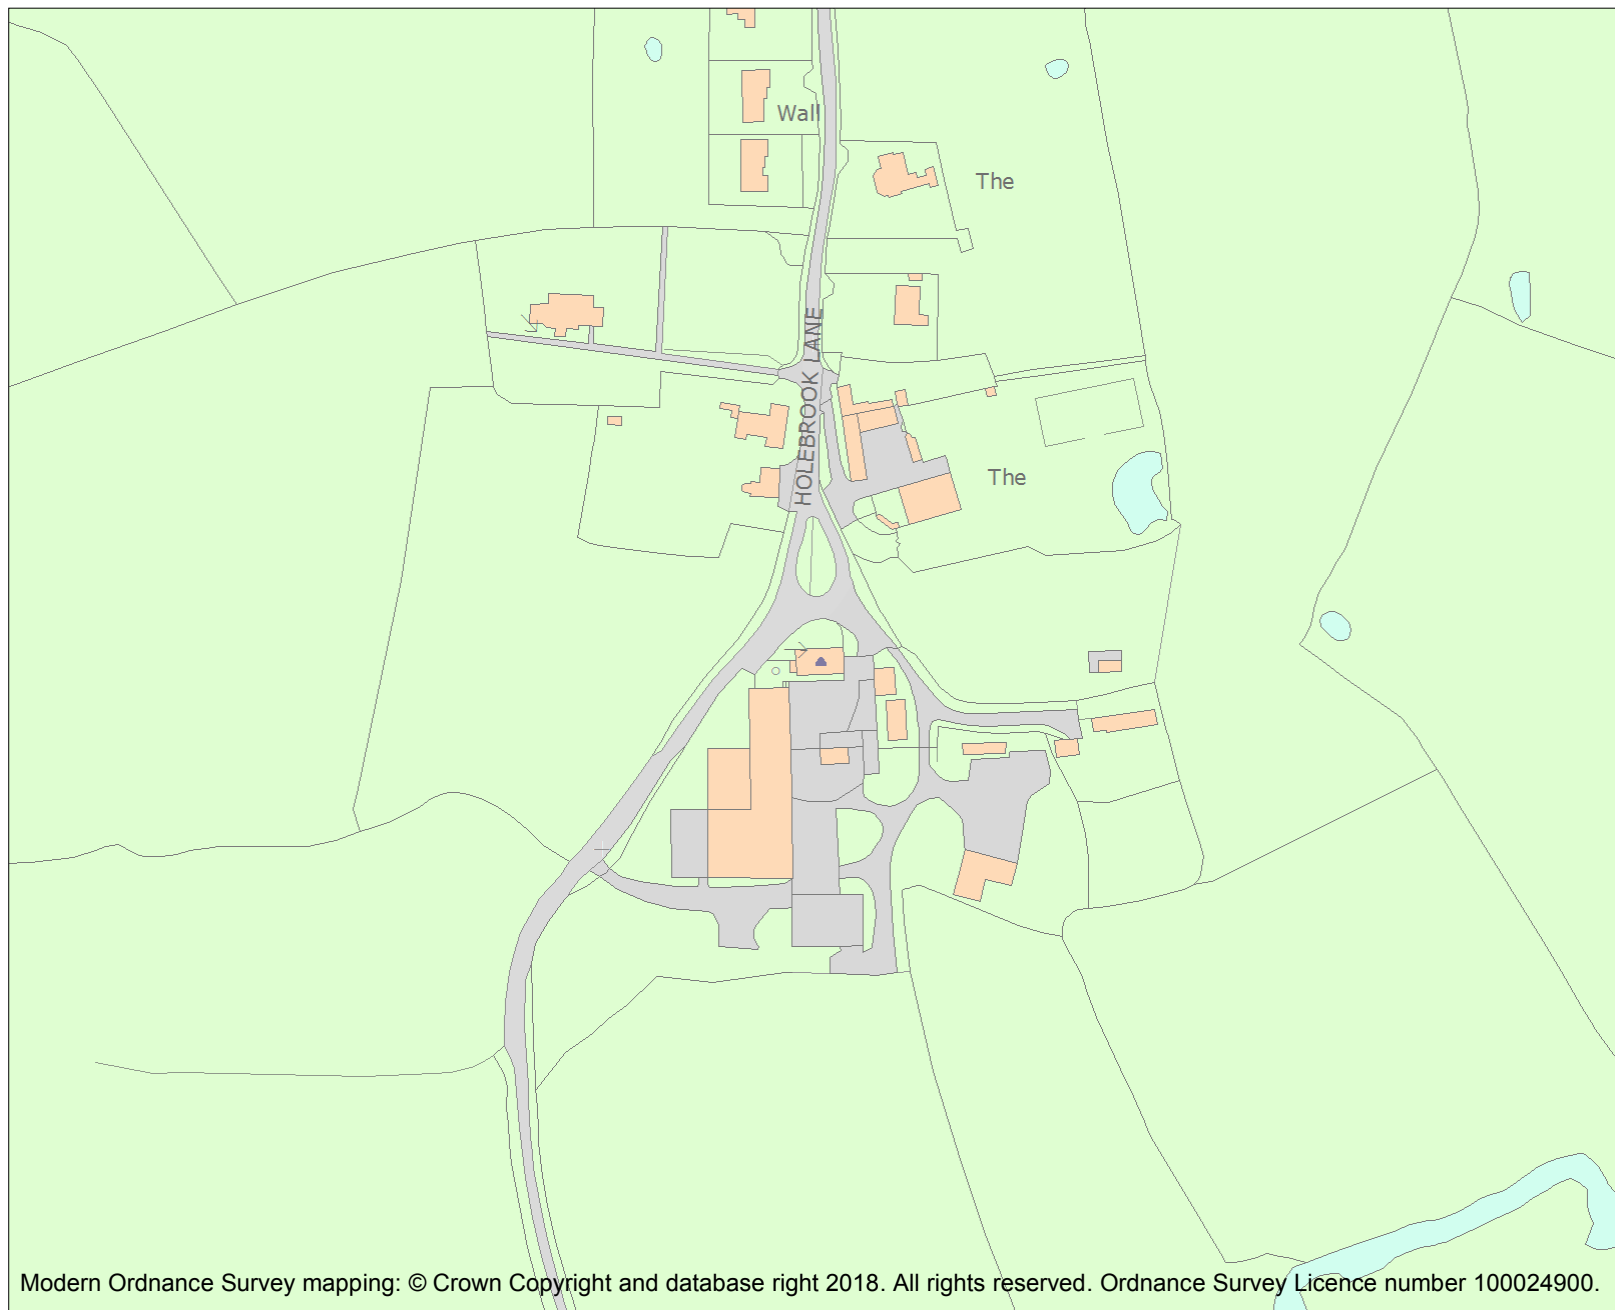 Wall
The
HOLEBROOK LANE
The
Modern Ordnance Survey mapping: © Crown Copyright and database right 2018. All rights reserved. Ordnance Survey Licence number 100024900.